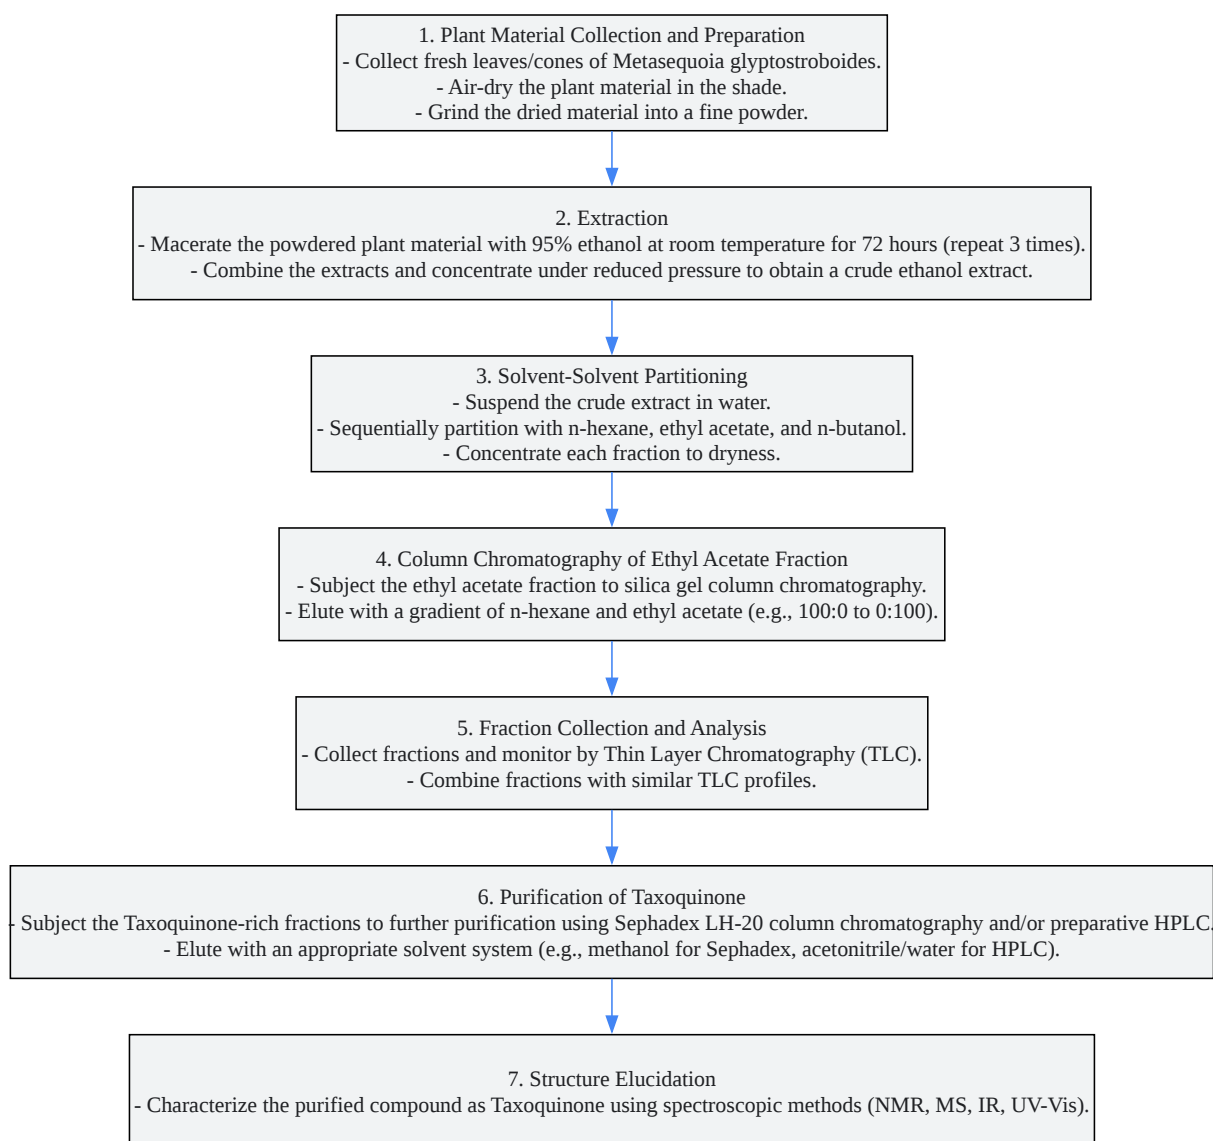 1. Plant Material Collection and Preparation
- Collect fresh leaves/cones of Metasequoia glyptostroboides.
- Air-dry the plant material in the shade.
- Grind the dried material into a fine powder.
2. Extraction
- Macerate the powdered plant material with 95% ethanol at room temperature for 72 hours (repeat 3 times).
- Combine the extracts and concentrate under reduced pressure to obtain a crude ethanol extract.
3. Solvent-Solvent Partitioning
- Suspend the crude extract in water.
- Sequentially partition with n-hexane, ethyl acetate, and n-butanol.
- Concentrate each fraction to dryness.
4. Column Chromatography of Ethyl Acetate Fraction
- Subject the ethyl acetate fraction to silica gel column chromatography.
- Elute with a gradient of n-hexane and ethyl acetate (e.g., 100:0 to 0:100).
5. Fraction Collection and Analysis
- Collect fractions and monitor by Thin Layer Chromatography (TLC).
- Combine fractions with similar TLC profiles.
6. Purification of Taxoquinone
- Subject the Taxoquinone-rich fractions to further purification using Sephadex LH-20 column chromatography and/or preparative HPLC.
- Elute with an appropriate solvent system (e.g., methanol for Sephadex, acetonitrile/water for HPLC).
7. Structure Elucidation
- Characterize the purified compound as Taxoquinone using spectroscopic methods (NMR, MS, IR, UV-Vis).